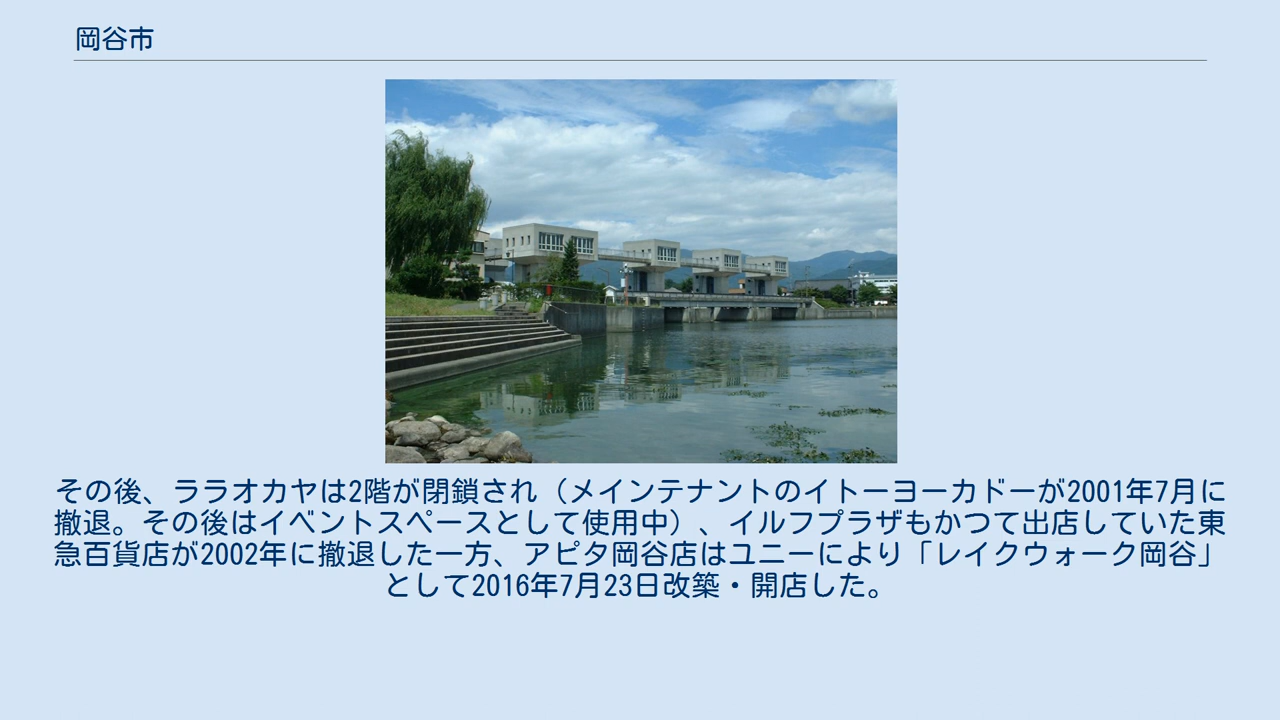 岡谷市
その後、ララオカヤは2階が閉鎖され（メインテナントのイトーヨーカドーが2001年7月に
撤退。その後はイベントスペースとして使用中）、イルフプラザもかつて出店していた東
急百貨店が2002年に撤退した一方、アピタ岡谷店はユニーにより「レイクウォーク岡谷」
として2016年7月23日改築・開店した。